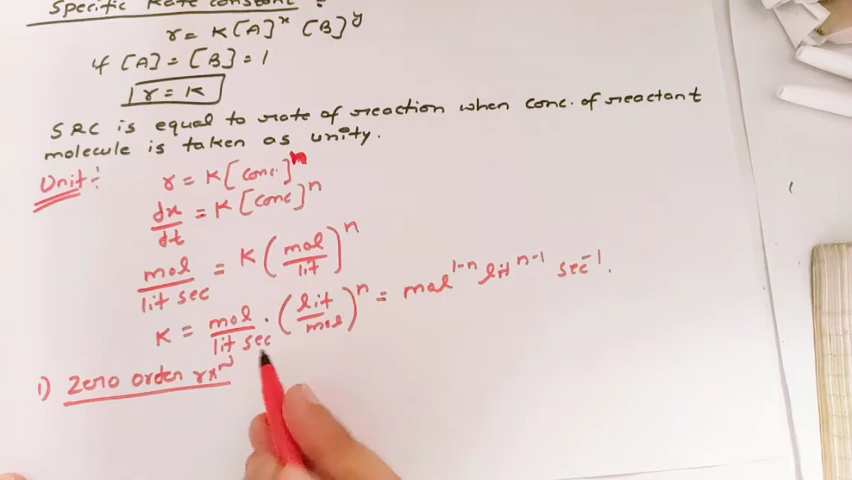 Specific Rate constant :
r = K[A]^x [B]^y
if [A] = [B] = 1
r = K
SRC is equal to rate of reaction when conc. of reactant
molecule is taken as unity.
Unit :- r = K[conc.]^n
dx/dt = K[conc]^n
mol/lit sec = K (mol/lit)^n
K = mol/lit sec · (lit/mol)^n = mol^1-n lit^n-1 sec^-1.
1) Zero order rx^n